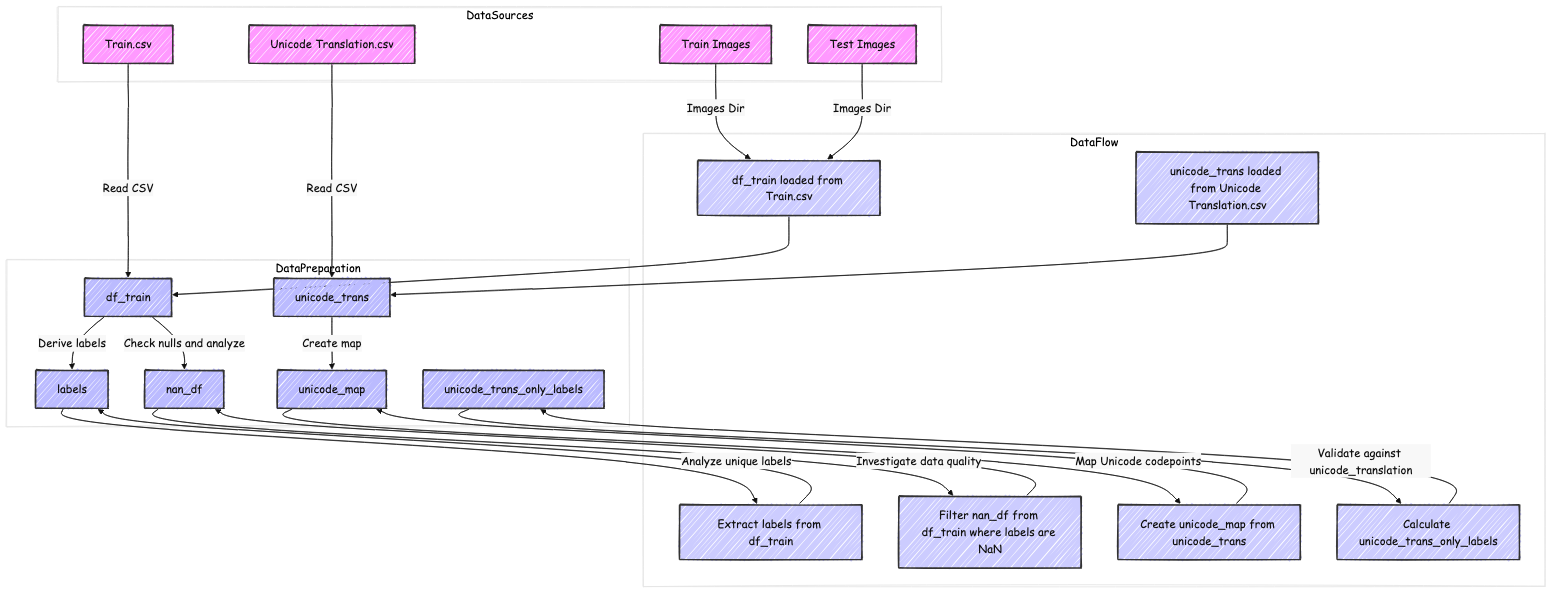 DataSources
Train.csv
Unicode Translation.csv
Train Images
Test Images
Images Dir
Images Dir
DataFlow
df_train loaded from
Train.csv
unicode_trans loaded
from Unicode
Translation.csv
Read CSV
Read CSV
DataPreparation
df_train
unicode_trans
Derive labels
Check nulls and analyze
Create map
labels
nan_df
unicode_map
unicode_trans_only_labels
Analyze unique labels
Investigate data quality
Map Unicode codepoints
Validate against
unicode_translation
Extract labels from
df_train
Filter nan_df from
df_train where labels are
NaN
Create unicode_map from
unicode_trans
Calculate
unicode_trans_only_labels